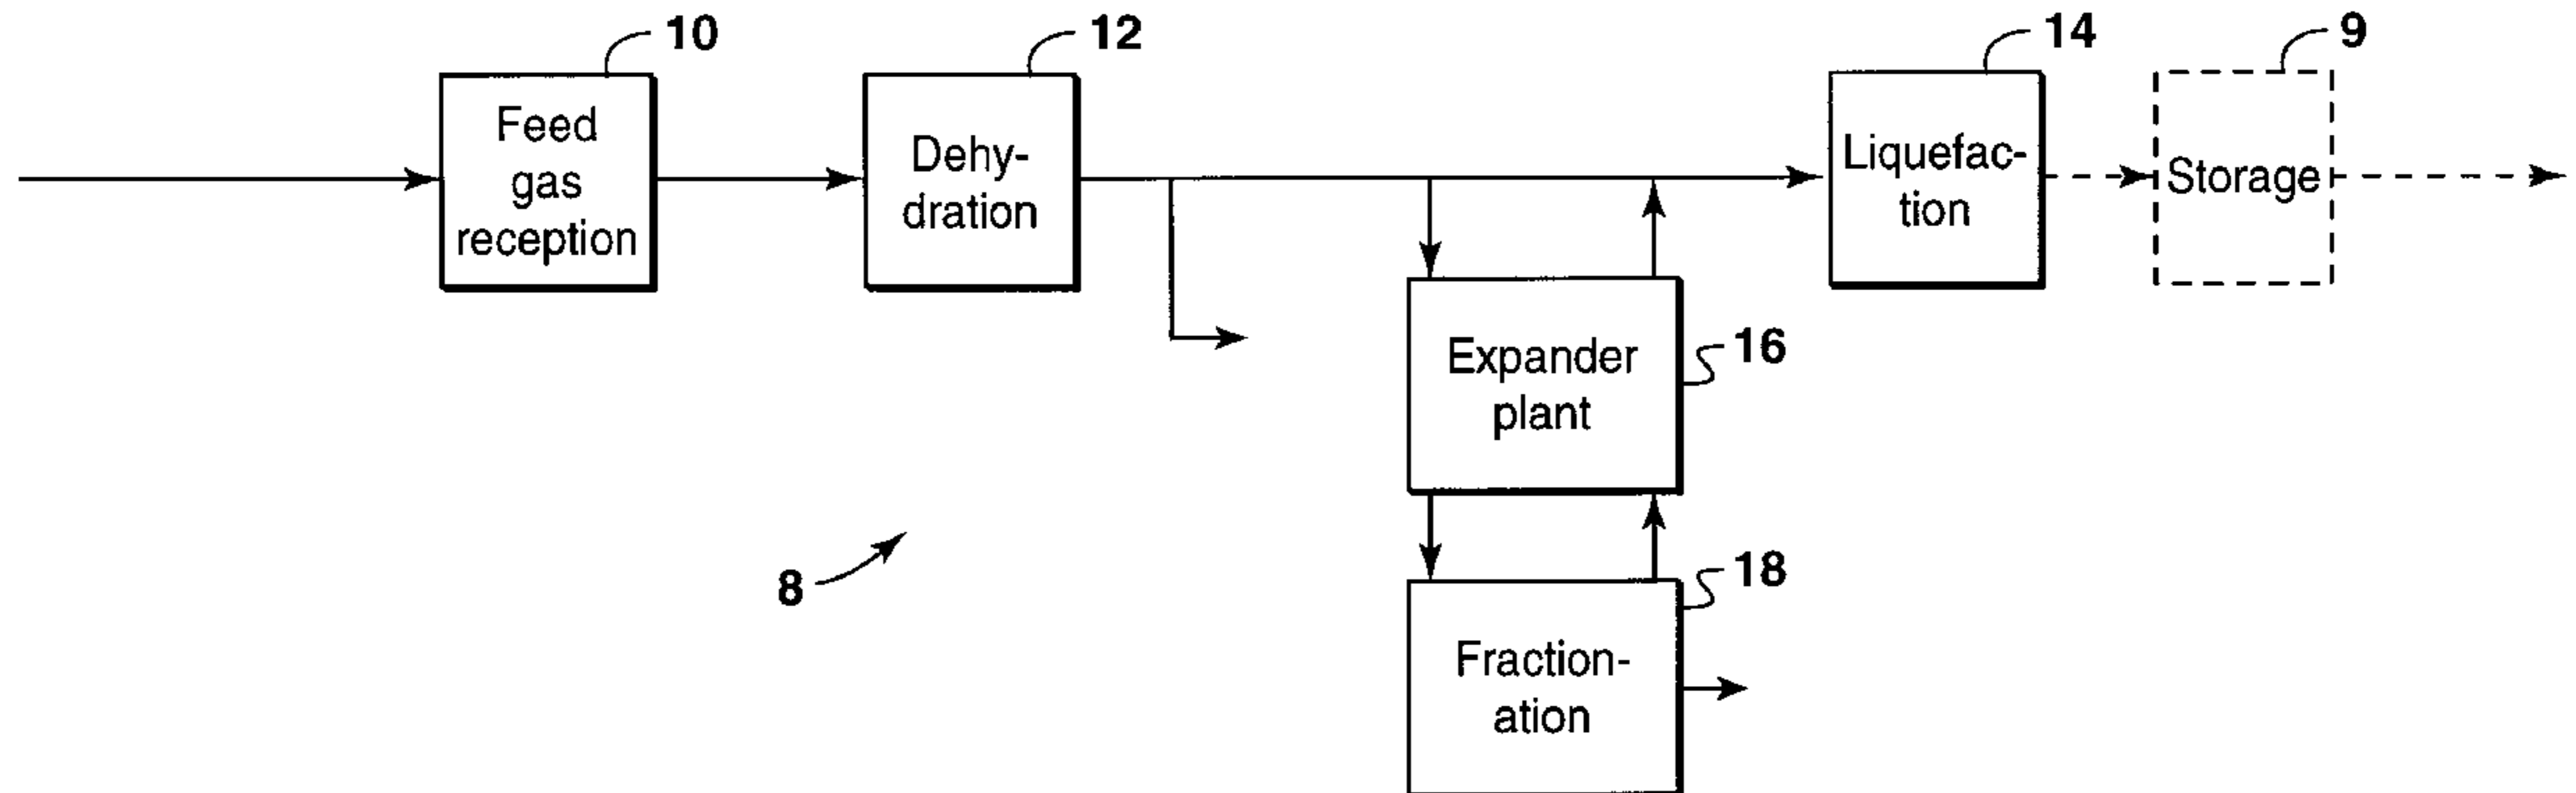 10
12
14
9
Feed
gas
reception
Dehy-
dration
Liquefac-
tion
Storage
Expander
plant
16
8
18
Fraction-
ation